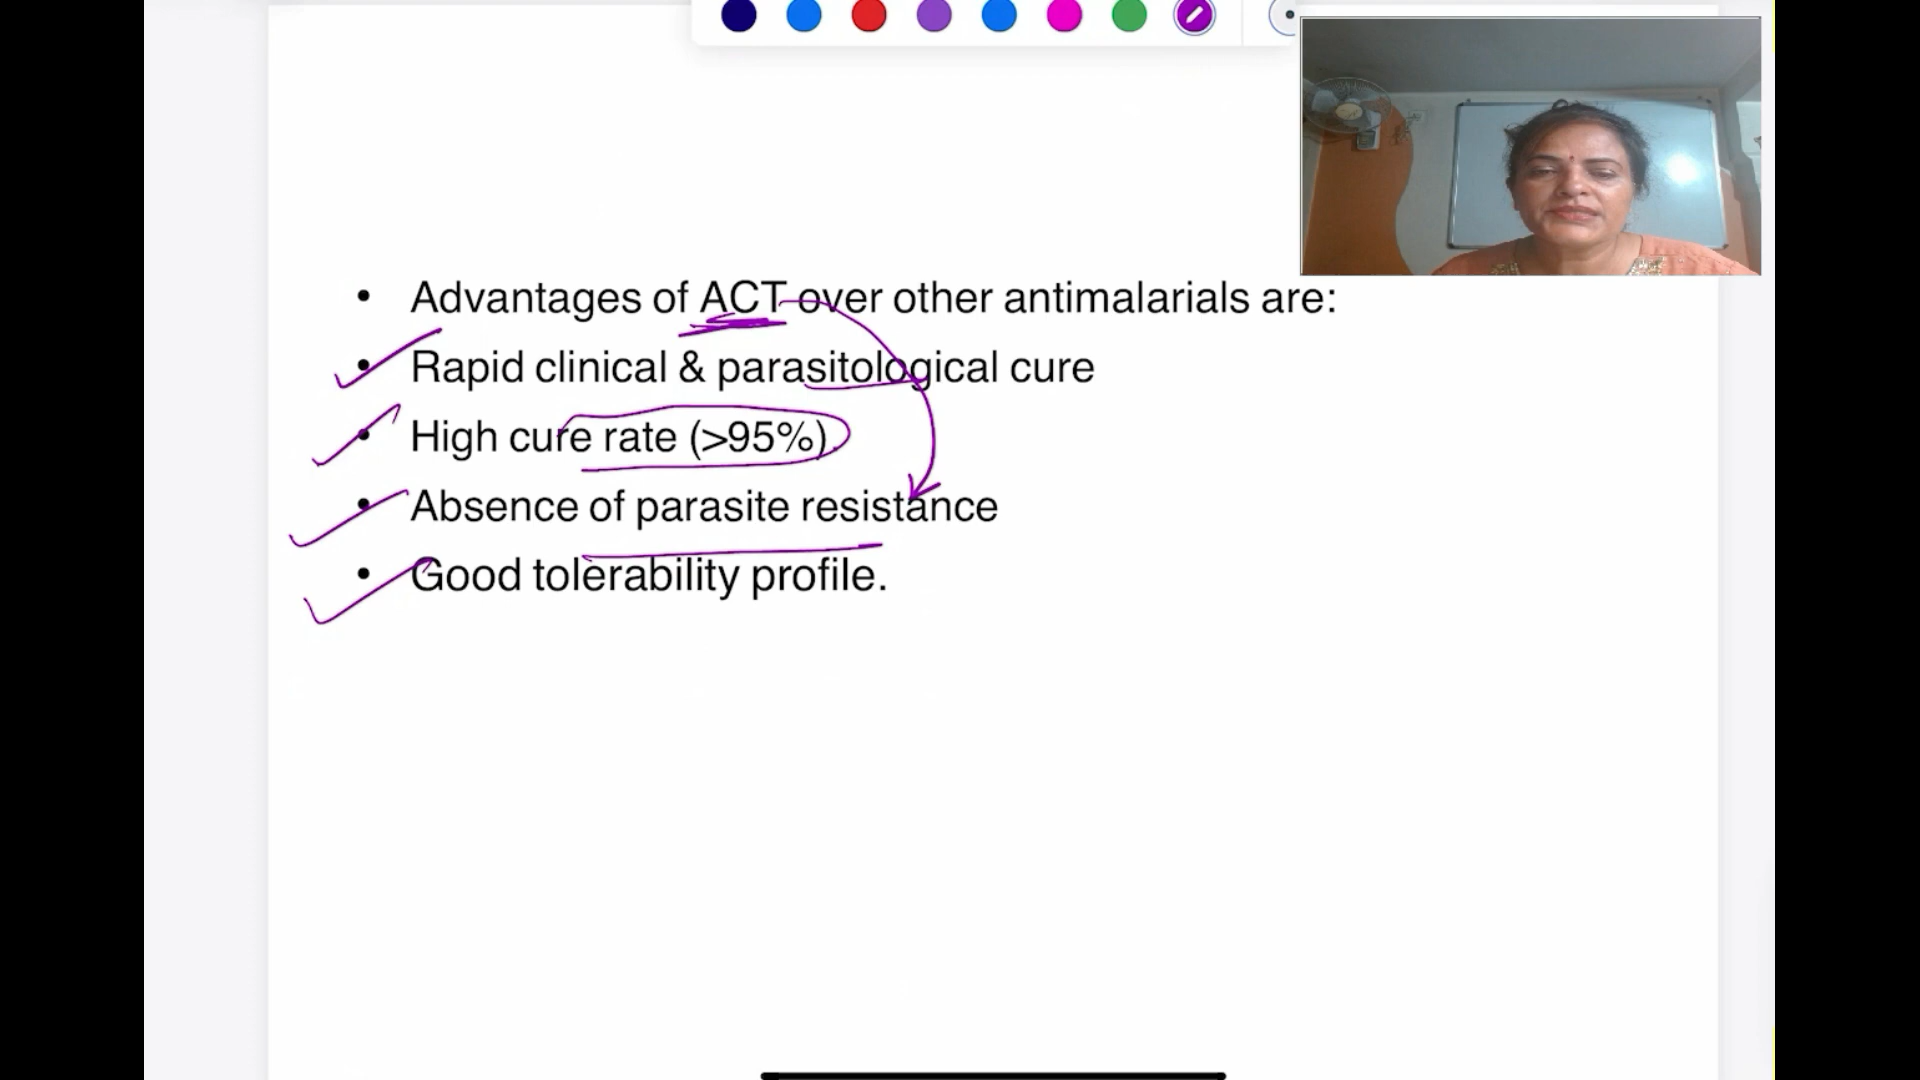 • Advantages of ACT over other antimalarials are:
• Rapid clinical & parasitological cure
• High cure rate (>95%)
• Absence of parasite resistance
• Good tolerability profile.